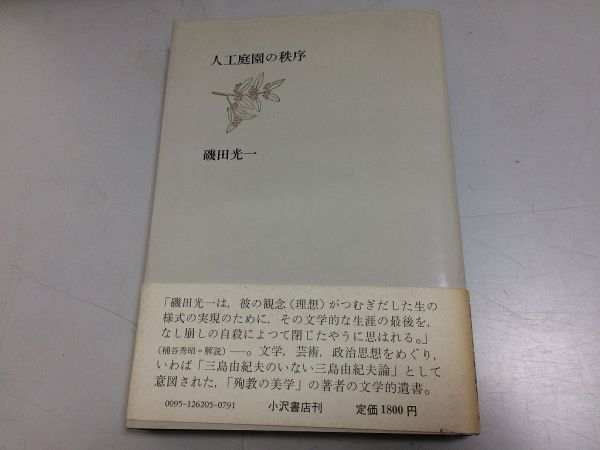 人工庭園の秩序
磯田光一
「磯田光一は，彼の観念（理想）がつむぎだした生の
様式の実現のために，その文学的な生涯の最後を，
なし崩しの自殺によつて閉じたやうに思はれる。」
（桶谷秀昭＝解説）──。文学，芸術，政治思想をめぐり，
いわば「三島由紀夫のいない三島由紀夫論」として
意図された，「殉教の美学」の著者の文学的遺書。
0095-126205-0791 小沢書店刊 定価1800円